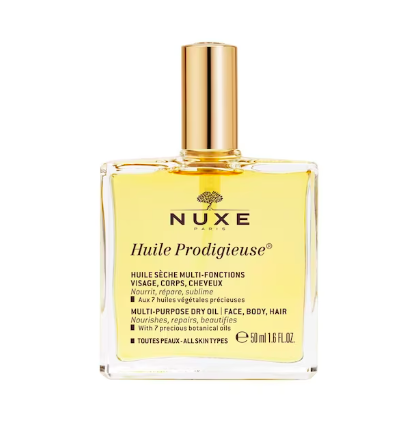 NUXE
PARIS
Huile Prodigieuse®
HUILE SÈCHE MULTI-FONCTIONS
VISAGE, CORPS, CHEVEUX
Nourrit, répare, sublime
Aux 7 huiles végétales précieuses
MULTI-PURPOSE DRY OIL | FACE, BODY, HAIR
Nourishes, repairs, beautifies
With 7 precious botanical oils
TOUTES PEAUX - ALL SKIN TYPES
℮ 50 ml 1.6 FL.OZ.